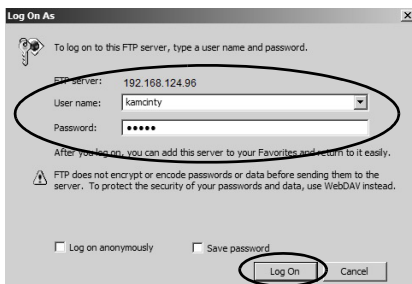 Log On As
To log on to this FTP server, type a user name and password.
FTP server: 192.168.124.96
User name: kamcinty
Password: •••••
After you log on, you can add this server to your Favorites and return to it easily.
FTP does not encrypt or encode passwords or data before sending them to the
server. To protect the security of your passwords and data, use WebDAV instead.
Log on anonymously Save password
Log On Cancel